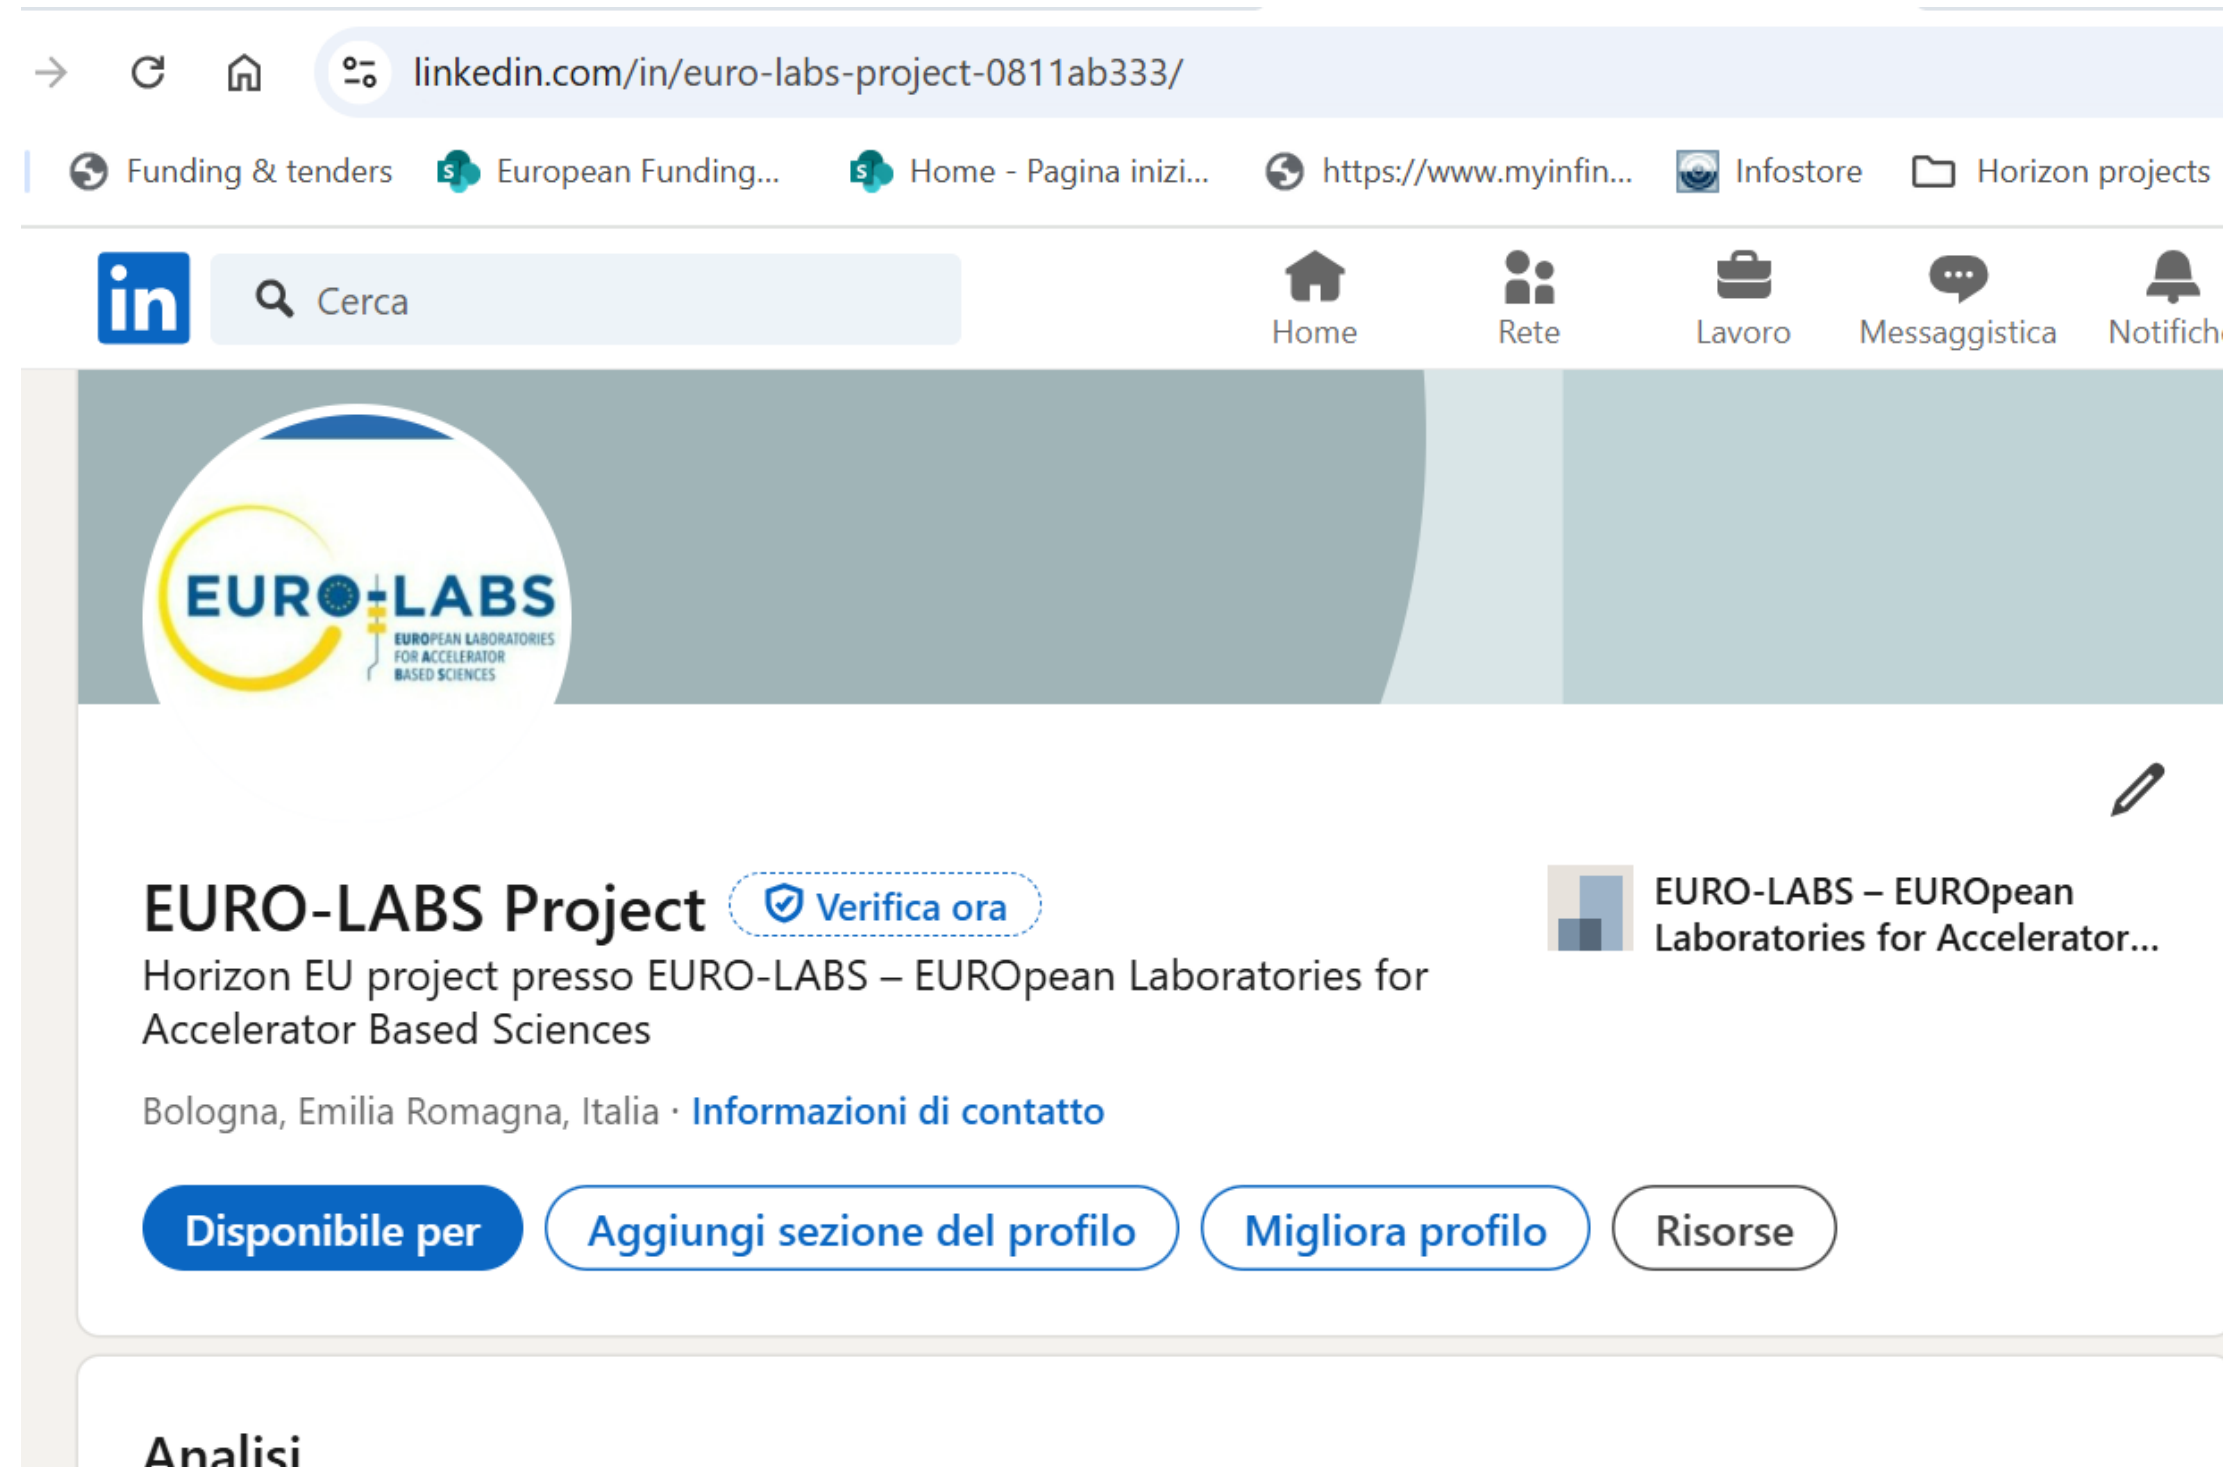 linkedin.com/in/euro-labs-project-0811ab333/
Funding & tenders
European Funding...
Home - Pagina inizi...
https://www.myinfin...
Infostore
Horizon projects
in
Cerca
Home
Rete
Lavoro
Messaggistica
Notifich
EURO-LABS
EUROPEAN LABORATORIES
FOR ACCELERATOR
BASED SCIENCES
EURO-LABS Project
Verifica ora
Horizon EU project presso EURO-LABS – EUROpean Laboratories for
Accelerator Based Sciences
EURO-LABS – EUROpean
Laboratories for Accelerator...
Bologna, Emilia Romagna, Italia · Informazioni di contatto
Disponibile per
Aggiungi sezione del profilo
Migliora profilo
Risorse
Analisi